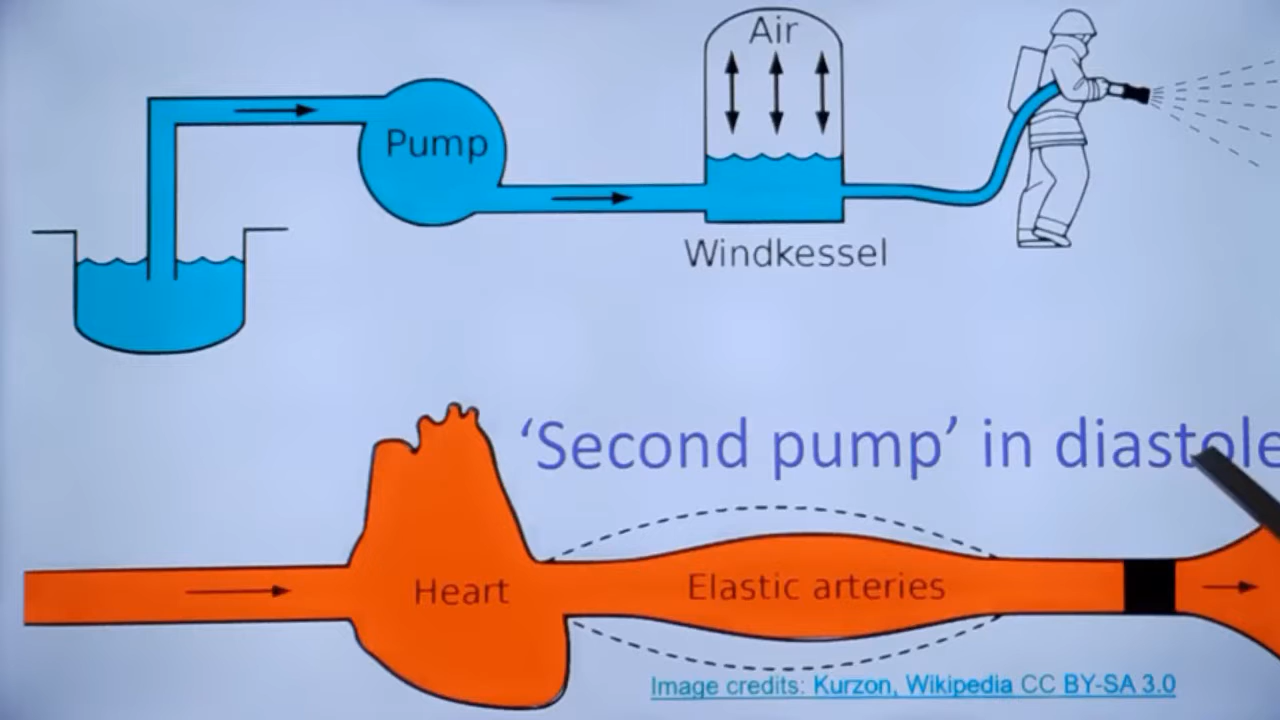 Air
Pump
Windkessel
‘Second pump’ in diastole
Heart
Elastic arteries
Image credits: Kurzon, Wikipedia CC BY-SA 3.0